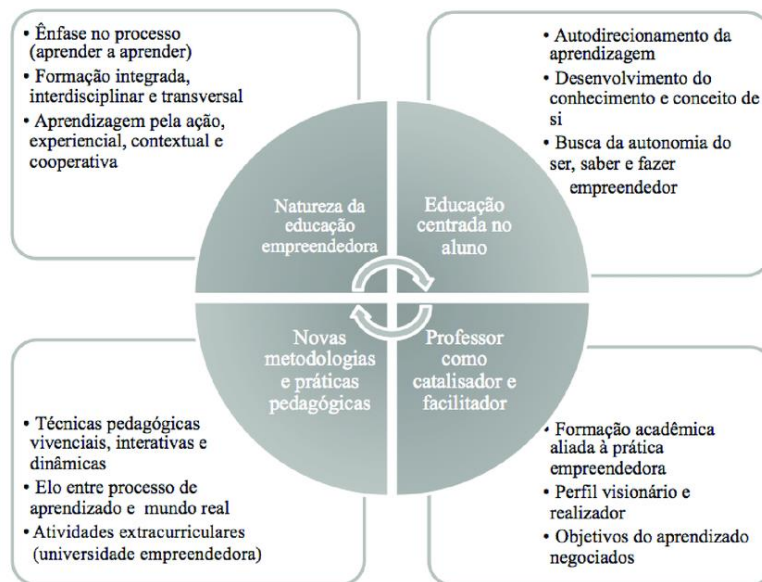 • Ênfase no processo
(aprender a aprender)
• Formação integrada,
interdisciplinar e transversal
• Aprendizagem pela ação,
experiencial, contextual e
cooperativa
• Autodirecionamento da
aprendizagem
• Desenvolvimento do
conhecimento e conceito de
si
• Busca da autonomia do
ser, saber e fazer
empreendedor
Natureza da
educação
empreendedora
Educação
centrada no
aluno
Novas
metodologias
e práticas
pedagógicas
Professor
como
catalisador e
facilitador
• Técnicas pedagógicas
vivenciais, interativas e
dinâmicas
• Elo entre processo de
aprendizado e mundo real
• Atividades extracurriculares
(universidade empreendedora)
• Formação acadêmica
aliada à prática
empreendedora
• Perfil visionário e
realizador
• Objetivos do aprendizado
negociados